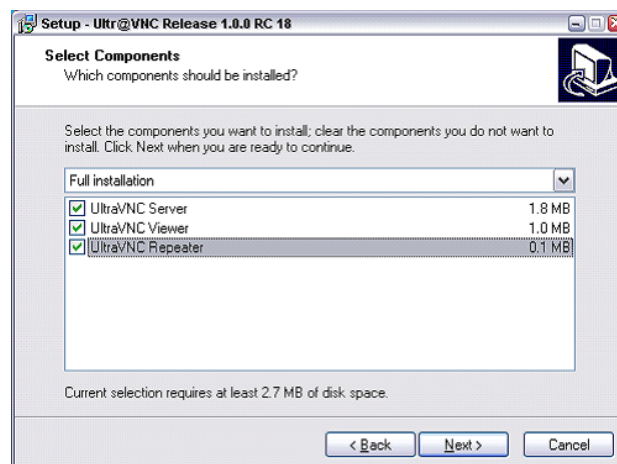 Setup - Ultr@VNC Release 1.0.0 RC 18
Select Components
Which components should be installed?
Select the components you want to install; clear the components you do not want to
install. Click Next when you are ready to continue.
Full installation
UltraVNC Server 1.8 MB
UltraVNC Viewer 1.0 MB
UltraVNC Repeater 0.1 MB
Current selection requires at least 2.7 MB of disk space.
< Back Next > Cancel